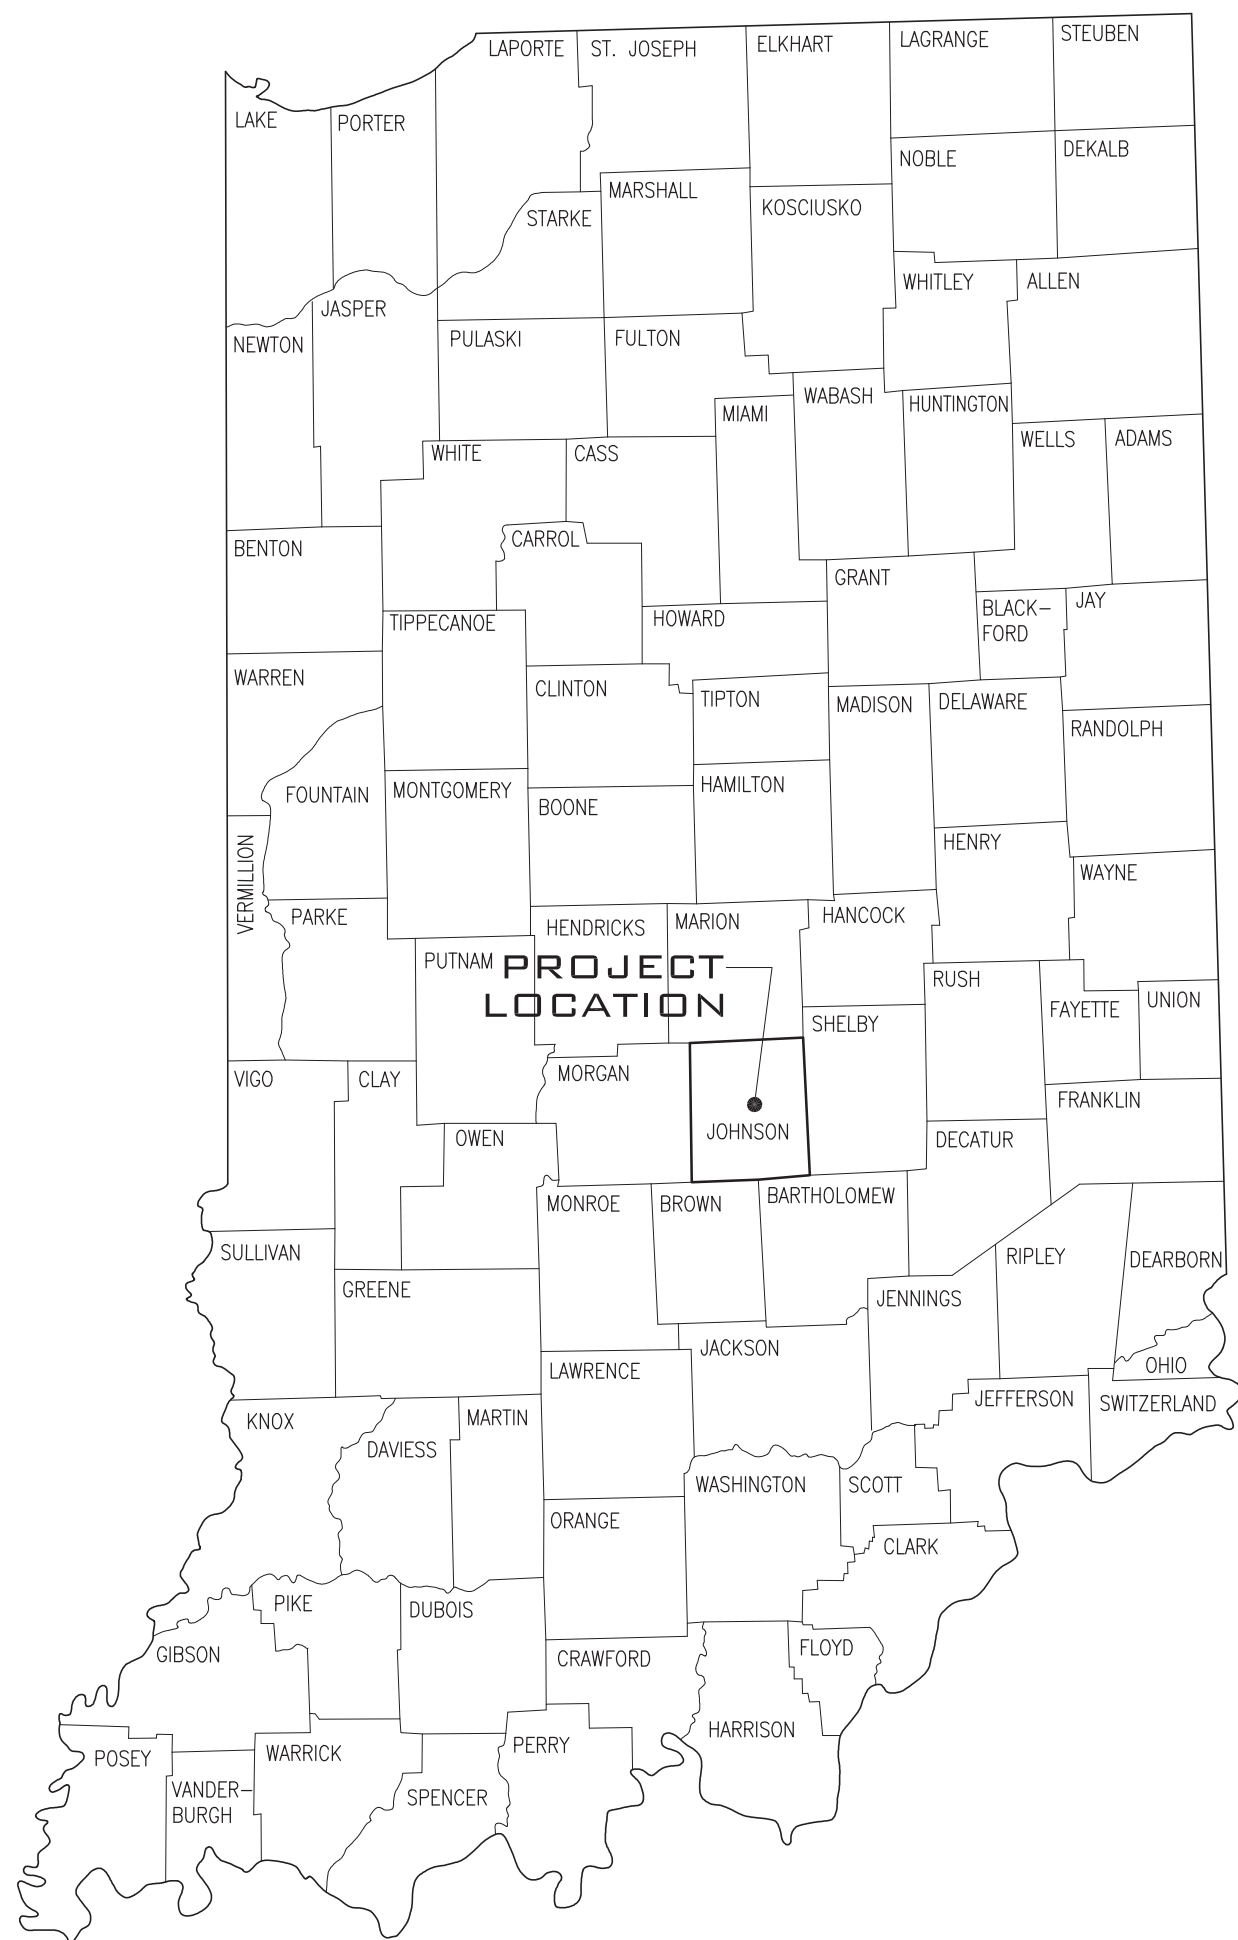 LAPORTE
ST. JOSEPH
ELKHART
LAGRANGE
STEUBEN
LAKE
PORTER
NOBLE
DEKALB
STARKE
MARSHALL
KOSCIUSKO
WHITLEY
ALLEN
JASPER
NEWTON
PULASKI
FULTON
MIAMI
WABASH
HUNTINGTON
WELLS
ADAMS
WHITE
CASS
BENTON
CARROL
GRANT
BLACK-
FORD
JAY
TIPPECANOE
HOWARD
WARREN
CLINTON
TIPTON
MADISON
DELAWARE
RANDOLPH
FOUNTAIN
MONTGOMERY
BOONE
HAMILTON
HENRY
VERMILLION
WAYNE
PARKE
HENDRICKS
MARION
HANCOCK
PUTNAM
PROJECT
LOCATION
RUSH
FAYETTE
UNION
SHELBY
VIGO
CLAY
MORGAN
FRANKLIN
OWEN
JOHNSON
DECATUR
MONROE
BROWN
BARTHOLOMEW
SULLIVAN
RIPLEY
DEARBORN
GREENE
JENNINGS
JACKSON
LAWRENCE
OHIO
KNOX
MARTIN
JEFFERSON
SWITZERLAND
DAVIESS
WASHINGTON
SCOTT
ORANGE
CLARK
PIKE
DUBOIS
GIBSON
CRAWFORD
FLOYD
HARRISON
POSEY
WARRICK
PERRY
VANDER-
BURGH
SPENCER